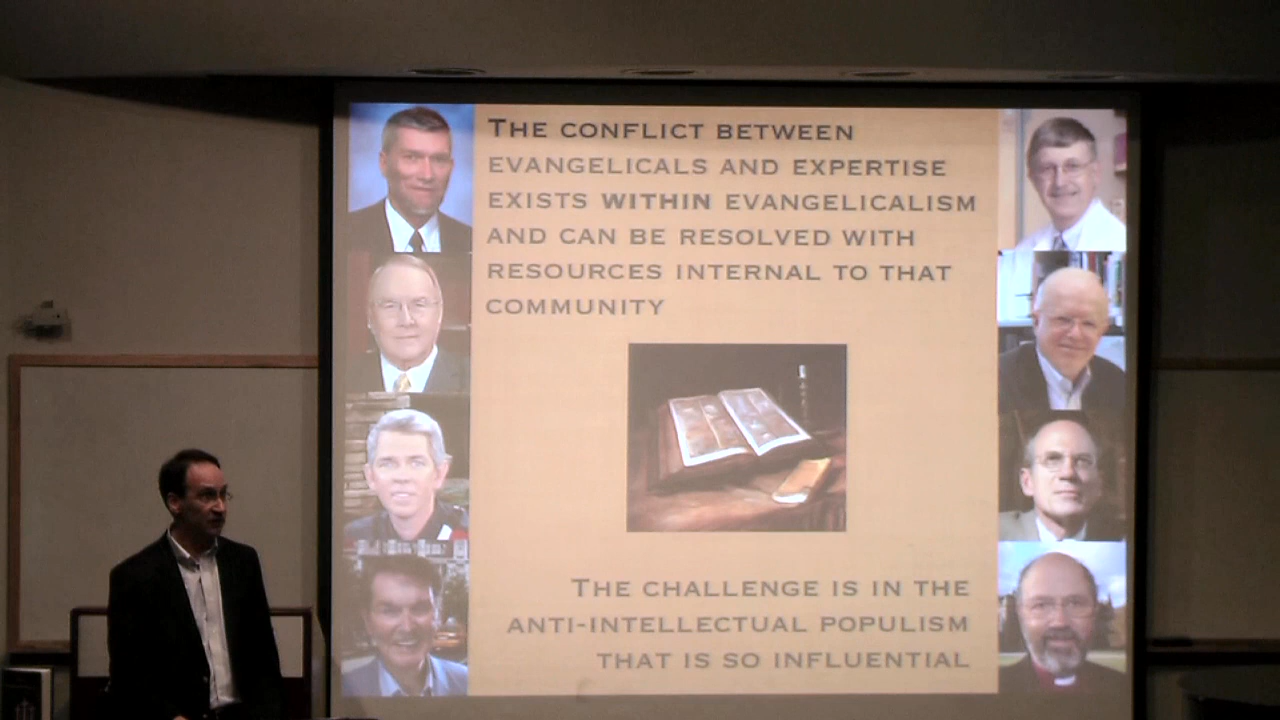 THE CONFLICT BETWEEN
EVANGELICALS AND EXPERTISE
EXISTS WITHIN EVANGELICALISM
AND CAN BE RESOLVED WITH
RESOURCES INTERNAL TO THAT
COMMUNITY
THE CHALLENGE IS IN THE
ANTI-INTELLECTUAL POPULISM
THAT IS SO INFLUENTIAL